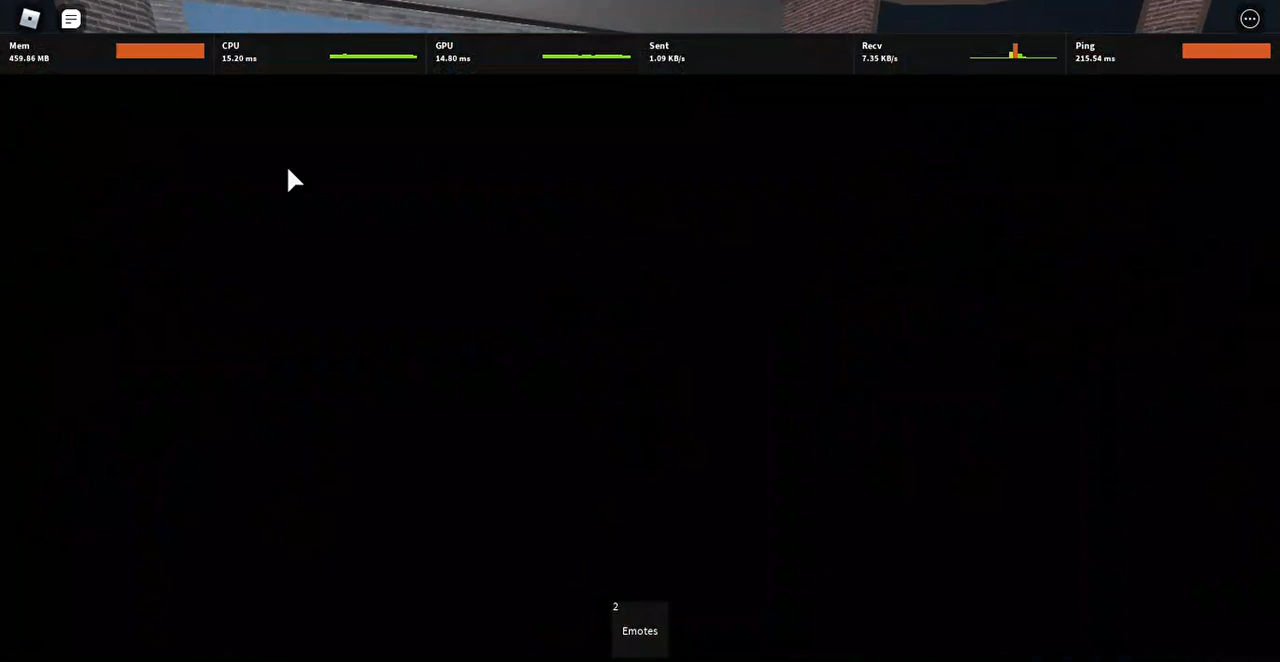 Mem
459.86 MB
CPU
15.20 ms
GPU
14.80 ms
Sent
1.09 KB/s
Recv
7.35 KB/s
Ping
215.54 ms
2
Emotes